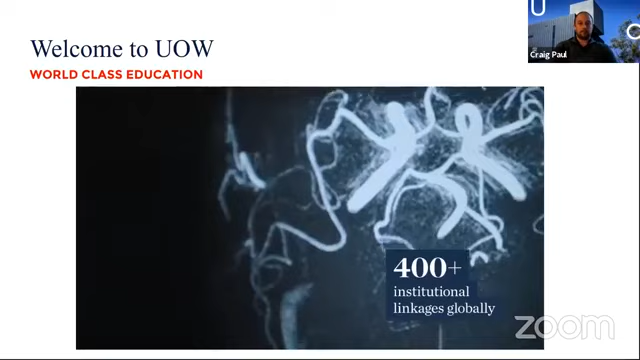 Welcome to UOW
WORLD CLASS EDUCATION
U
O
Craig Paul
400+
institutional
linkages globally
zoom